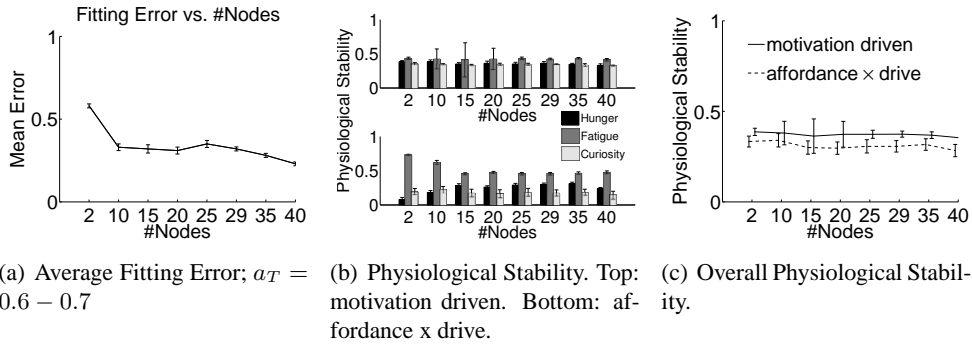 Fitting Error vs. #Nodes
Mean Error
1
0.5
0
2 10 15 20 25 29 35 40
#Nodes
(a) Average Fitting Error; a_T =
0.6 − 0.7
Physiological Stability
1
0.5
0
2 10 15 20 25 29 35 40
#Nodes
Hunger
Fatigue
Curiosity
1
0.5
0
2 10 15 20 25 29 35 40
#Nodes
(b) Physiological Stability. Top:
motivation driven. Bottom: af-
fordance x drive.
Physiological Stability
1
0.5
0
motivation driven
affordance × drive
2 10 15 20 25 29 35 40
#Nodes
(c) Overall Physiological Stabil-
ity.